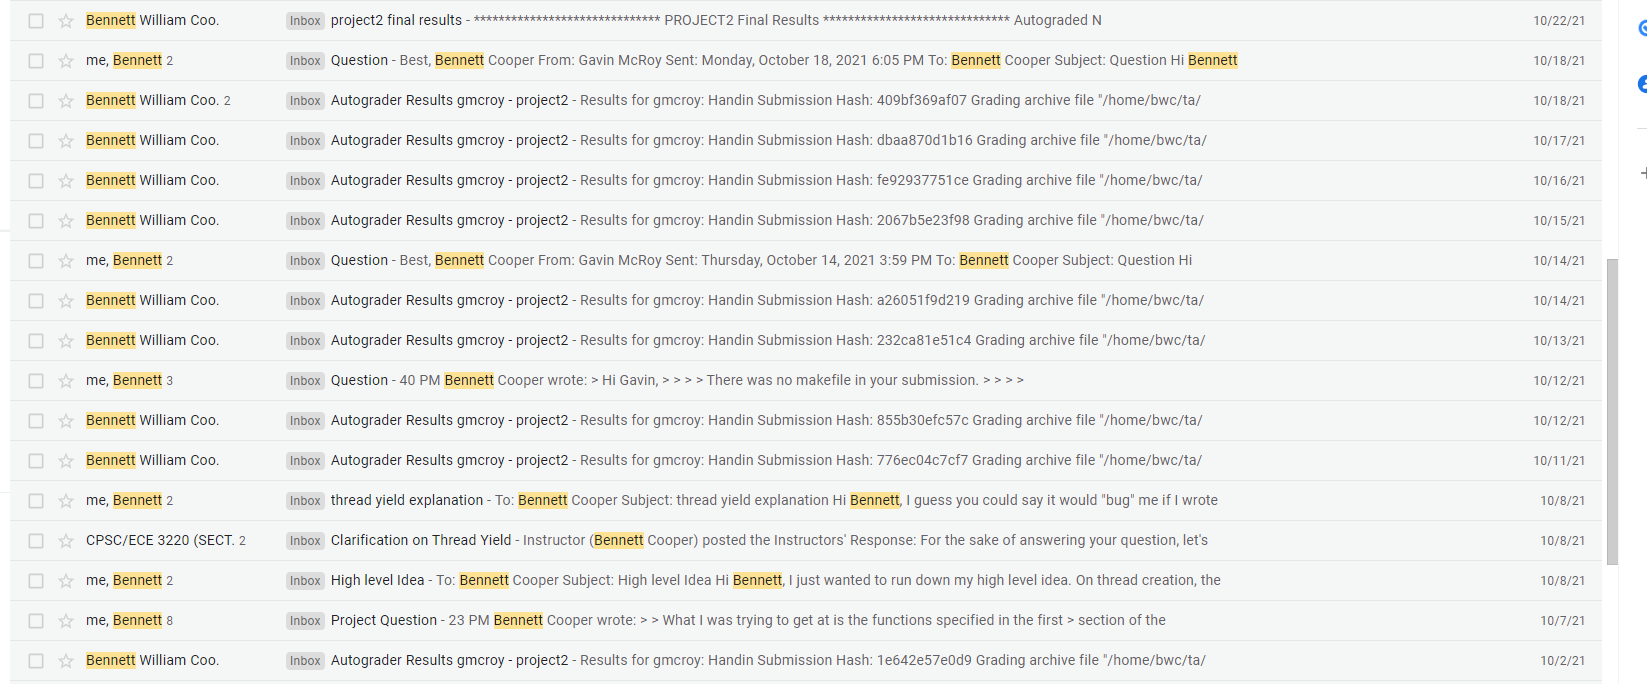 Bennett William Coo. Inbox project2 final results - ****************************** PROJECT2 Final Results ****************************** Autograded N 10/22/21
me, Bennett 2 Inbox Question - Best, Bennett Cooper From: Gavin McRoy Sent: Monday, October 18, 2021 6:05 PM To: Bennett Cooper Subject: Question Hi Bennett 10/18/21
Bennett William Coo. 2 Inbox Autograder Results gmcroy - project2 - Results for gmcroy: Handin Submission Hash: 409bf369af07 Grading archive file "/home/bwc/ta/ 10/18/21
Bennett William Coo. Inbox Autograder Results gmcroy - project2 - Results for gmcroy: Handin Submission Hash: dbaa870d1b16 Grading archive file "/home/bwc/ta/ 10/17/21
Bennett William Coo. Inbox Autograder Results gmcroy - project2 - Results for gmcroy: Handin Submission Hash: fe92937751ce Grading archive file "/home/bwc/ta/ 10/16/21
Bennett William Coo. Inbox Autograder Results gmcroy - project2 - Results for gmcroy: Handin Submission Hash: 2067b5e23f98 Grading archive file "/home/bwc/ta/ 10/15/21
me, Bennett 2 Inbox Question - Best, Bennett Cooper From: Gavin McRoy Sent: Thursday, October 14, 2021 3:59 PM To: Bennett Cooper Subject: Question Hi 10/14/21
Bennett William Coo. Inbox Autograder Results gmcroy - project2 - Results for gmcroy: Handin Submission Hash: a26051f9d219 Grading archive file "/home/bwc/ta/ 10/14/21
Bennett William Coo. Inbox Autograder Results gmcroy - project2 - Results for gmcroy: Handin Submission Hash: 232ca81e51c4 Grading archive file "/home/bwc/ta/ 10/13/21
me, Bennett 3 Inbox Question - 40 PM Bennett Cooper wrote: > Hi Gavin, > > > > There was no makefile in your submission. > > > > 10/12/21
Bennett William Coo. Inbox Autograder Results gmcroy - project2 - Results for gmcroy: Handin Submission Hash: 855b30efc57c Grading archive file "/home/bwc/ta/ 10/12/21
Bennett William Coo. Inbox Autograder Results gmcroy - project2 - Results for gmcroy: Handin Submission Hash: 776ec04c7cf7 Grading archive file "/home/bwc/ta/ 10/11/21
me, Bennett 2 Inbox thread yield explanation - To: Bennett Cooper Subject: thread yield explanation Hi Bennett, I guess you could say it would "bug" me if I wrote 10/8/21
CPSC/ECE 3220 (SECT. 2 Inbox Clarification on Thread Yield - Instructor (Bennett Cooper) posted the Instructors' Response: For the sake of answering your question, let's 10/8/21
me, Bennett 2 Inbox High level Idea - To: Bennett Cooper Subject: High level Idea Hi Bennett, I just wanted to run down my high level idea. On thread creation, the 10/8/21
me, Bennett 8 Inbox Project Question - 23 PM Bennett Cooper wrote: > > What I was trying to get at is the functions specified in the first > section of the 10/7/21
Bennett William Coo. Inbox Autograder Results gmcroy - project2 - Results for gmcroy: Handin Submission Hash: 1e642e57e0d9 Grading archive file "/home/bwc/ta/ 10/2/21